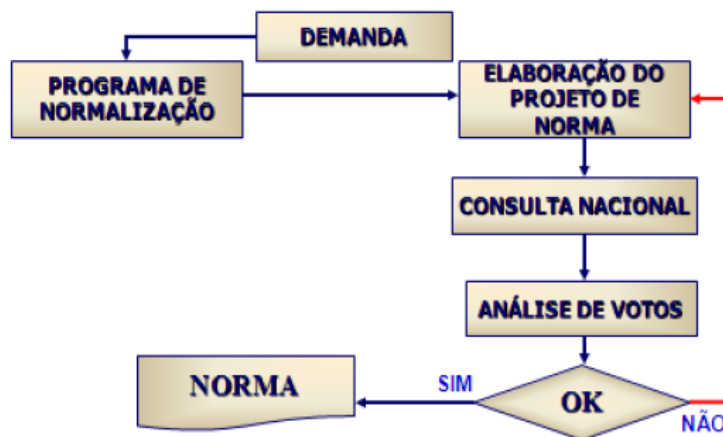 DEMANDA
PROGRAMA DE
NORMALIZAÇÃO
ELABORAÇÃO DO
PROJETO DE
NORMA
CONSULTA NACIONAL
ANÁLISE DE VOTOS
NORMA
SIM
OK
NÃO